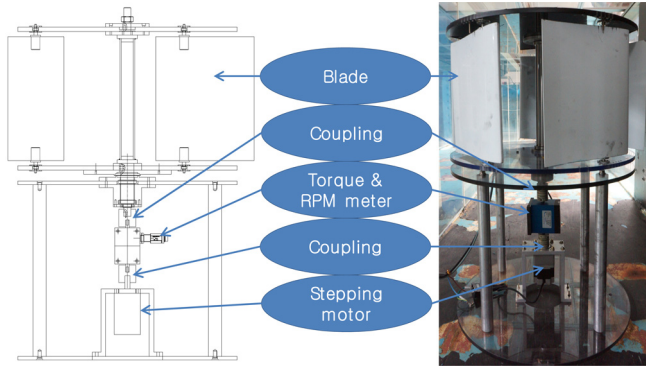 Blade
Coupling
Torque &
RPM meter
Coupling
Stepping
motor